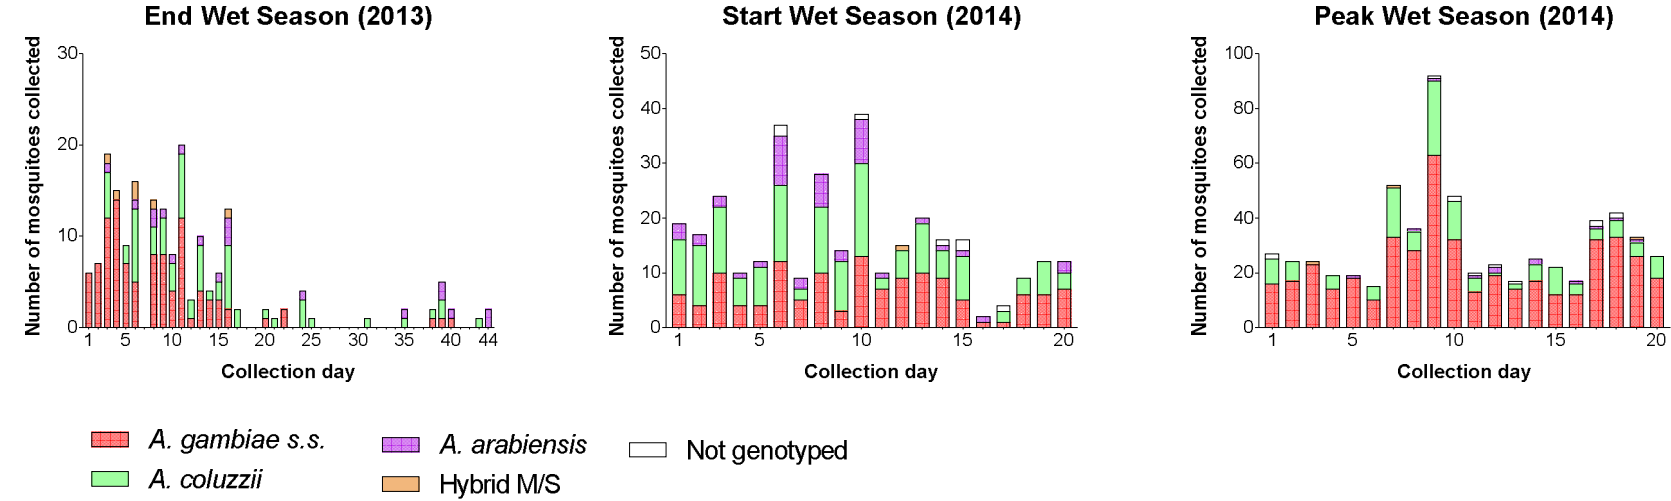 End Wet Season (2013)
Start Wet Season (2014)
Peak Wet Season (2014)
Number of mosquitoes collected
30
20
10
0
1 5 10 15 20 25 30 35 40 44
Collection day
Number of mosquitoes collected
50
40
30
20
10
0
1 5 10 15 20
Collection day
Number of mosquitoes collected
100
80
60
40
20
0
1 5 10 15 20
Collection day
A. gambiae s.s.
A. coluzzii
A. arabiensis
Hybrid M/S
Not genotyped